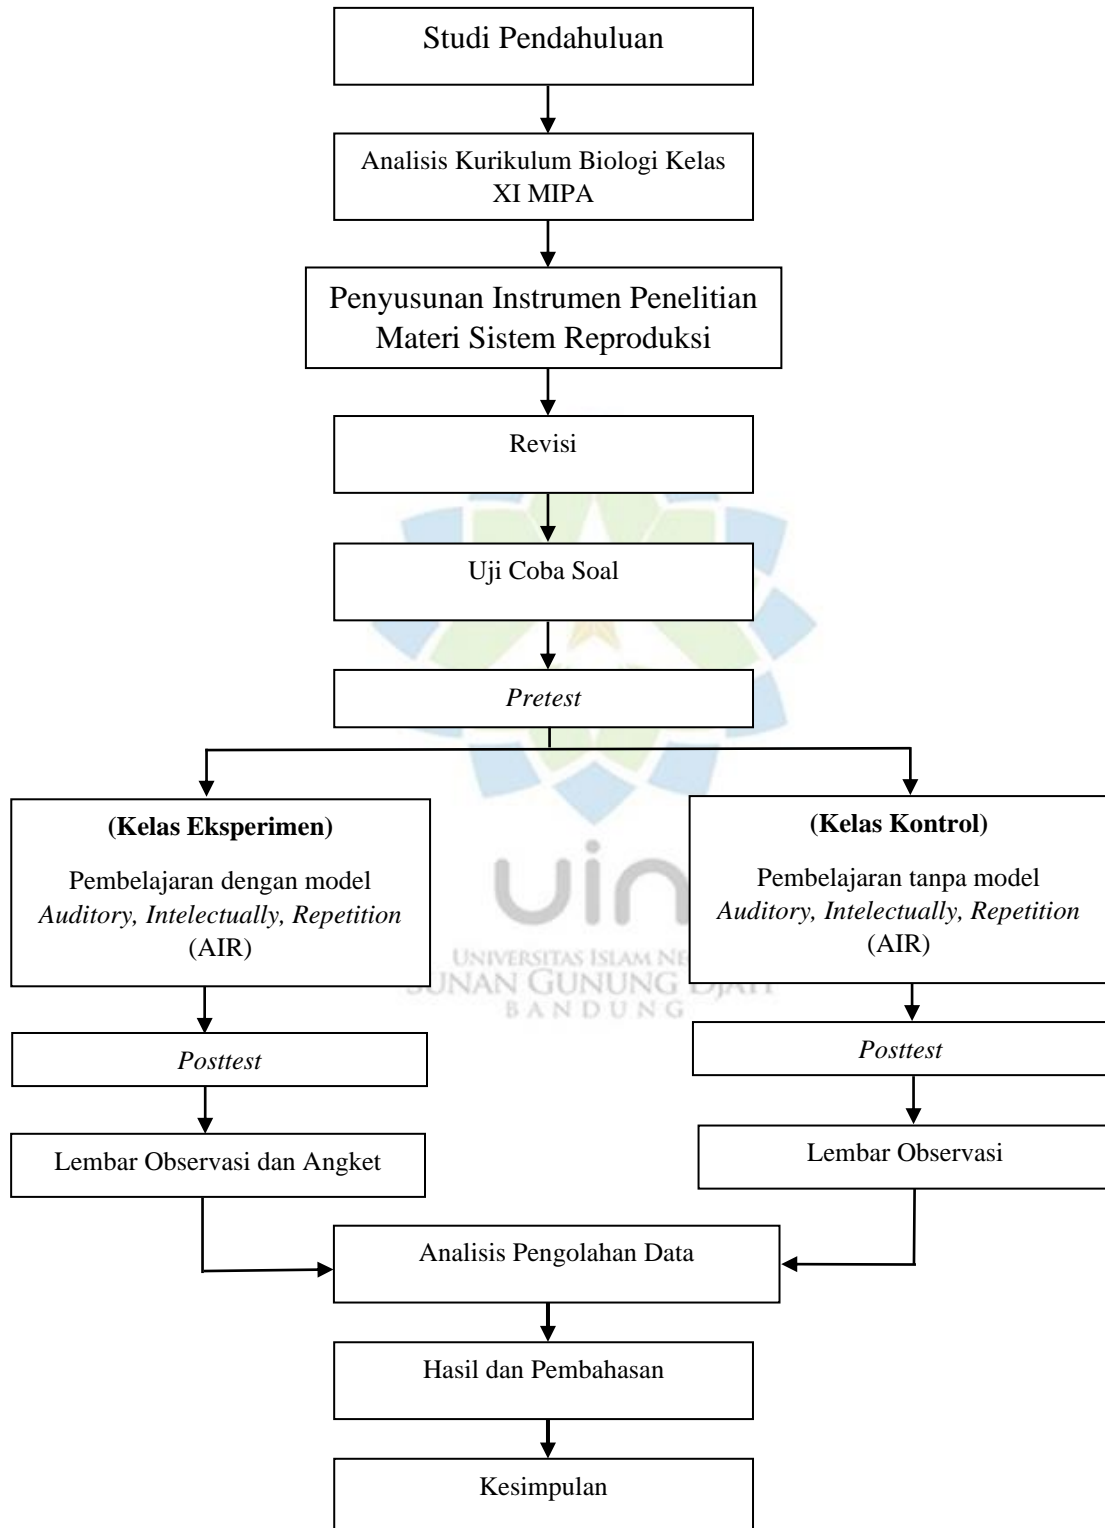 Studi Pendahuluan
Analisis Kurikulum Biologi Kelas
XI MIPA
Penyusunan Instrumen Penelitian
Materi Sistem Reproduksi
Revisi
Uji Coba Soal
Pretest
(Kelas Eksperimen)
Pembelajaran dengan model
Auditory, Intelectually, Repetition
(AIR)
(Kelas Kontrol)
Pembelajaran tanpa model
Auditory, Intelectually, Repetition
(AIR)
uin
UNIVERSITAS ISLAM
SUNAN GUNUNG DJATI
BANDUNG
Posttest
Posttest
Lembar Observasi dan Angket
Lembar Observasi
Analisis Pengolahan Data
Hasil dan Pembahasan
Kesimpulan